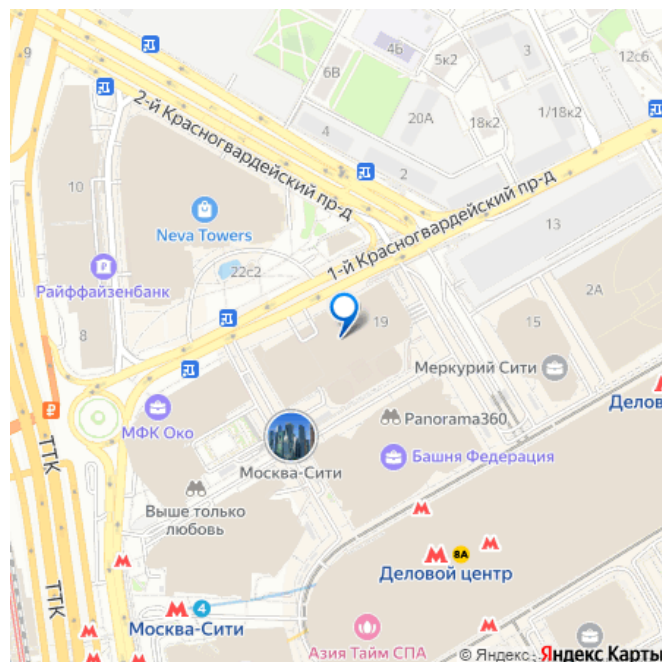 9
4Б
6В
5к2
3
12с6
2-й Красногвардейский пр-д
20А
18к2
1/18к2
4
2
10
1-й Красногвардейский пр-д
13
Neva Towers
22с2
Райффайзенбанк
2А
8
19
15
Меркурий Сити
₽
МФК Око
Panorama360
Делов
ТТК
Башня Федерация
Москва-Сити
Выше только
любовь
М
М
М
М
8А
Деловой центр
ТТК
М
4
Москва-Сити
М
М
М
Азия Тайм СПА
© Яндекс
Яндекс Карты